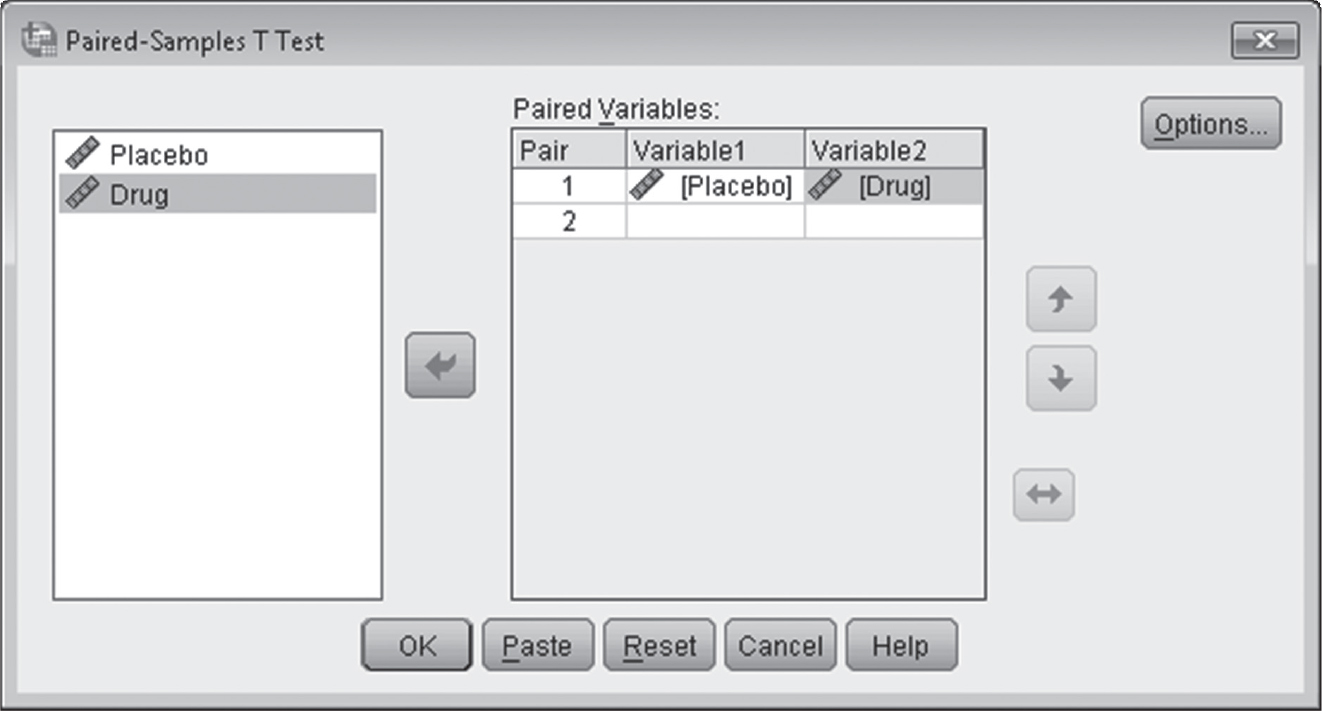 Paired-Samples T Test
Paired Variables:
Options...
Placebo
Drug
Pair Variable1 Variable2
1 [Placebo] [Drug]
2
OK Paste Reset Cancel Help